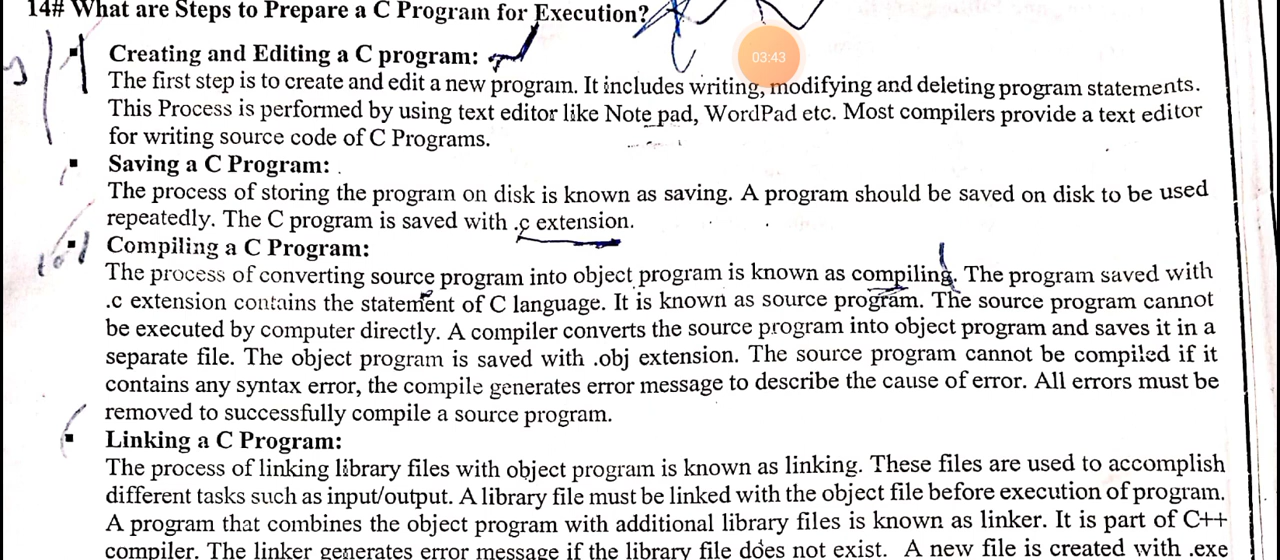 14# What are Steps to Prepare a C Program for Execution?
03:43
▪ Creating and Editing a C program:
The first step is to create and edit a new program. It includes writing, modifying and deleting program statements.
This Process is performed by using text editor like Note pad, WordPad etc. Most compilers provide a text editor
for writing source code of C Programs.
▪ Saving a C Program:
The process of storing the program on disk is known as saving. A program should be saved on disk to be used
repeatedly. The C program is saved with .c extension.
▪ Compiling a C Program:
The process of converting source program into object program is known as compiling. The program saved with
.c extension contains the statement of C language. It is known as source program. The source program cannot
be executed by computer directly. A compiler converts the source program into object program and saves it in a
separate file. The object program is saved with .obj extension. The source program cannot be compiled if it
contains any syntax error, the compile generates error message to describe the cause of error. All errors must be
removed to successfully compile a source program.
▪ Linking a C Program:
The process of linking library files with object program is known as linking. These files are used to accomplish
different tasks such as input/output. A library file must be linked with the object file before execution of program.
A program that combines the object program with additional library files is known as linker. It is part of C++
compiler. The linker generates error message if the library file does not exist. A new file is created with .exe